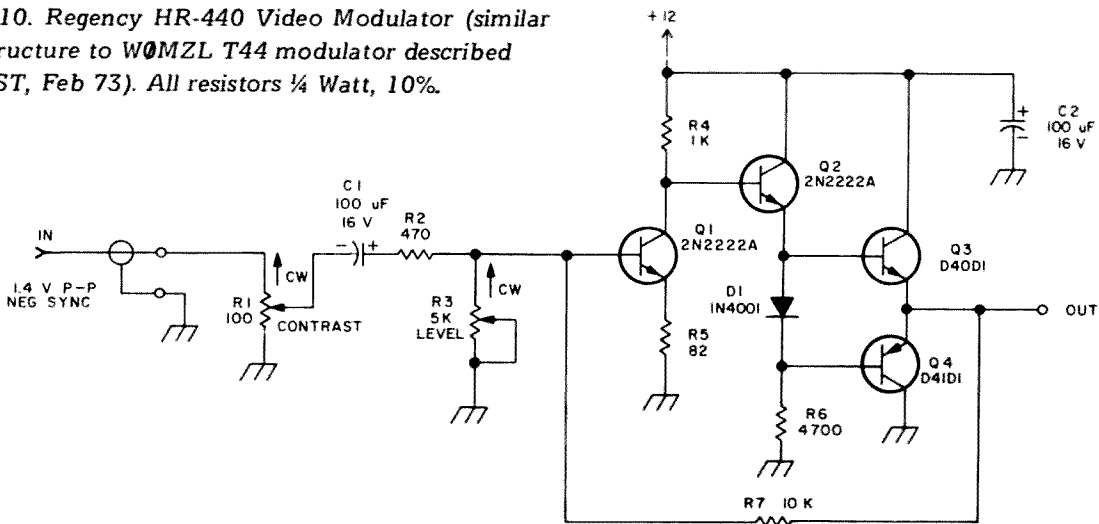 10. Regency HR-440 Video Modulator (similar
ructure to WØMZL T44 modulator described
ST, Feb 73). All resistors ¼ Watt, 10%.
+12
C2
100 uF
16 V
+
-
R4
1K
Q2
2N2222A
C1
100 uF
16 V
- +
R2
470
Q1
2N2222A
Q3
D40D1
IN
1.4 V P-P
NEG SYNC
CW
R1
100
CONTRAST
CW
R3
5K
LEVEL
D1
1N4001
OUT
R5
82
Q4
D41D1
R6
4700
R7 10 K